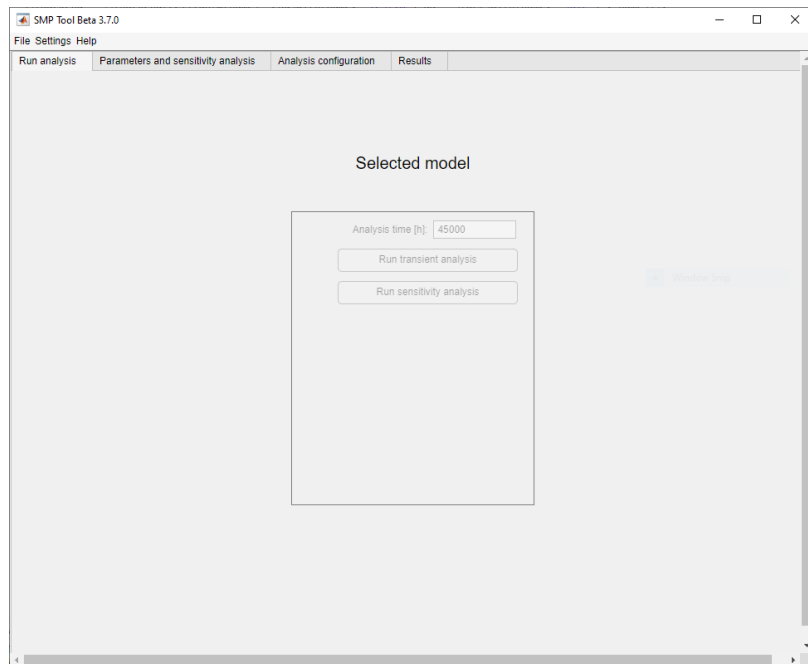 SMP Tool Beta 3.7.0
File Settings Help
Run analysis Parameters and sensitivity analysis Analysis configuration Results
Selected model
Analysis time [h]: 45000
Run transient analysis
Run sensitivity analysis